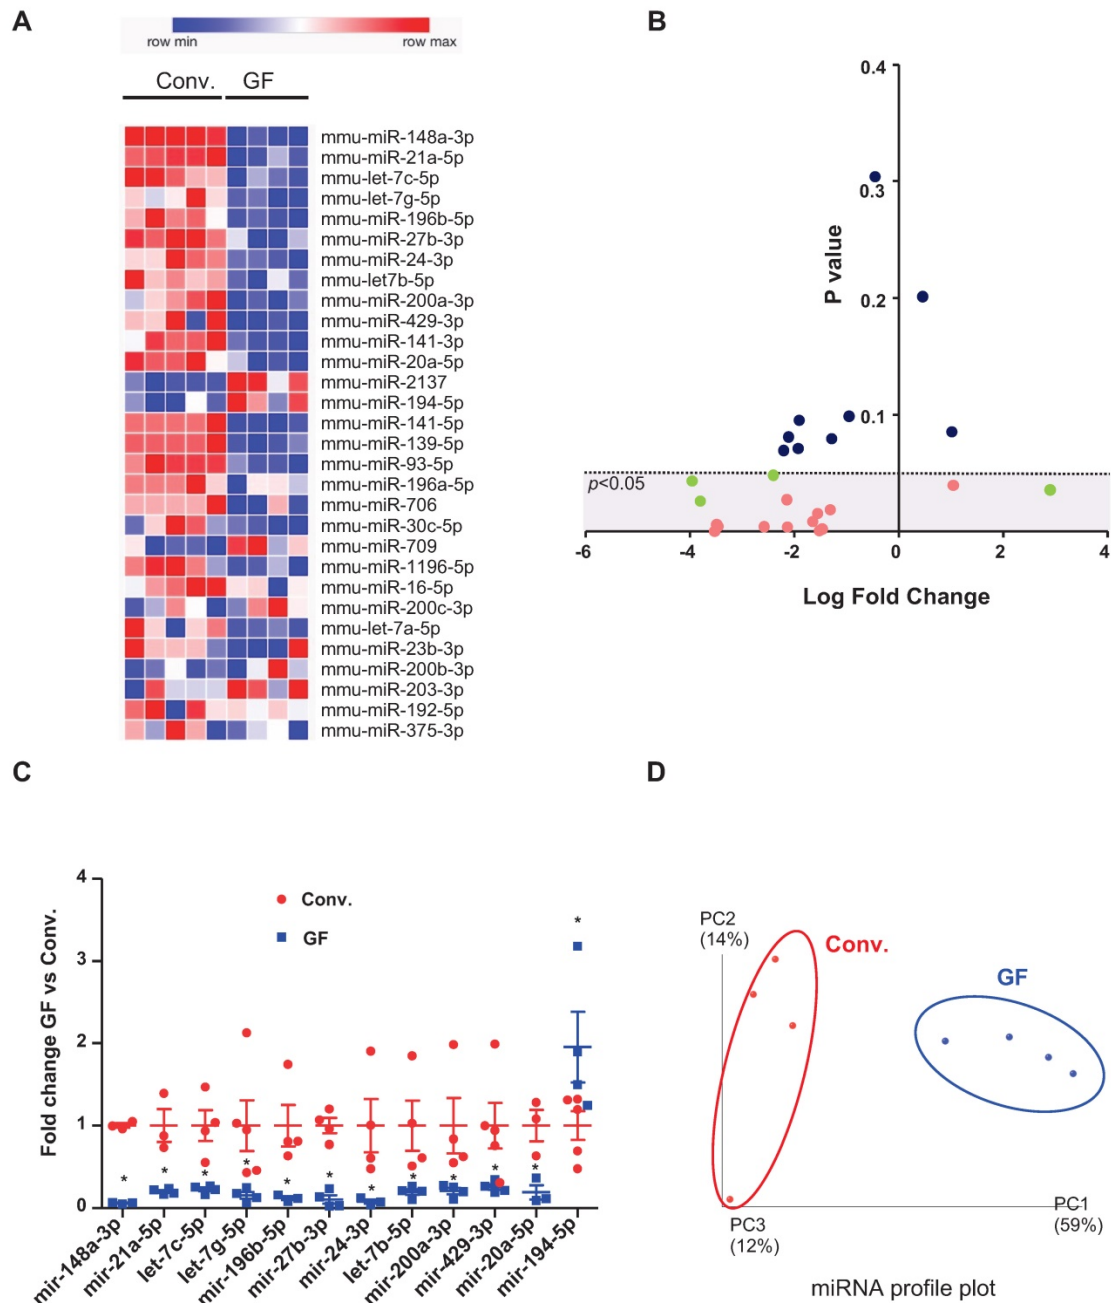 A
row min
row max
Conv.
GF
mmu-miR-148a-3p
mmu-miR-21a-5p
mmu-let-7c-5p
mmu-let-7g-5p
mmu-miR-196b-5p
mmu-miR-27b-3p
mmu-miR-24-3p
mmu-let7b-5p
mmu-miR-200a-3p
mmu-miR-429-3p
mmu-miR-141-3p
mmu-miR-20a-5p
mmu-miR-2137
mmu-miR-194-5p
mmu-miR-141-5p
mmu-miR-139-5p
mmu-miR-93-5p
mmu-miR-196a-5p
mmu-miR-706
mmu-miR-30c-5p
mmu-miR-709
mmu-miR-1196-5p
mmu-miR-16-5p
mmu-miR-200c-3p
mmu-let-7a-5p
mmu-miR-23b-3p
mmu-miR-200b-3p
mmu-miR-203-3p
mmu-miR-192-5p
mmu-miR-375-3p
B
0.4
0.3
0.2
0.1
P value
p<0.05
-6
-4
-2
0
2
4
Log Fold Change
C
Fold change GF vs Conv.
4
3
2
1
0
Conv.
GF
*
*
*
*
*
*
*
*
*
*
*
*
mir-148a-3p
mir-21a-5p
let-7c-5p
let-7g-5p
mir-196b-5p
mir-27b-3p
mir-24-3p
let-7b-5p
mir-200a-3p
mir-429-3p
mir-20a-5p
mir-194-5p
D
PC2
(14%)
Conv.
GF
PC3
(12%)
PC1
(59%)
miRNA profile plot